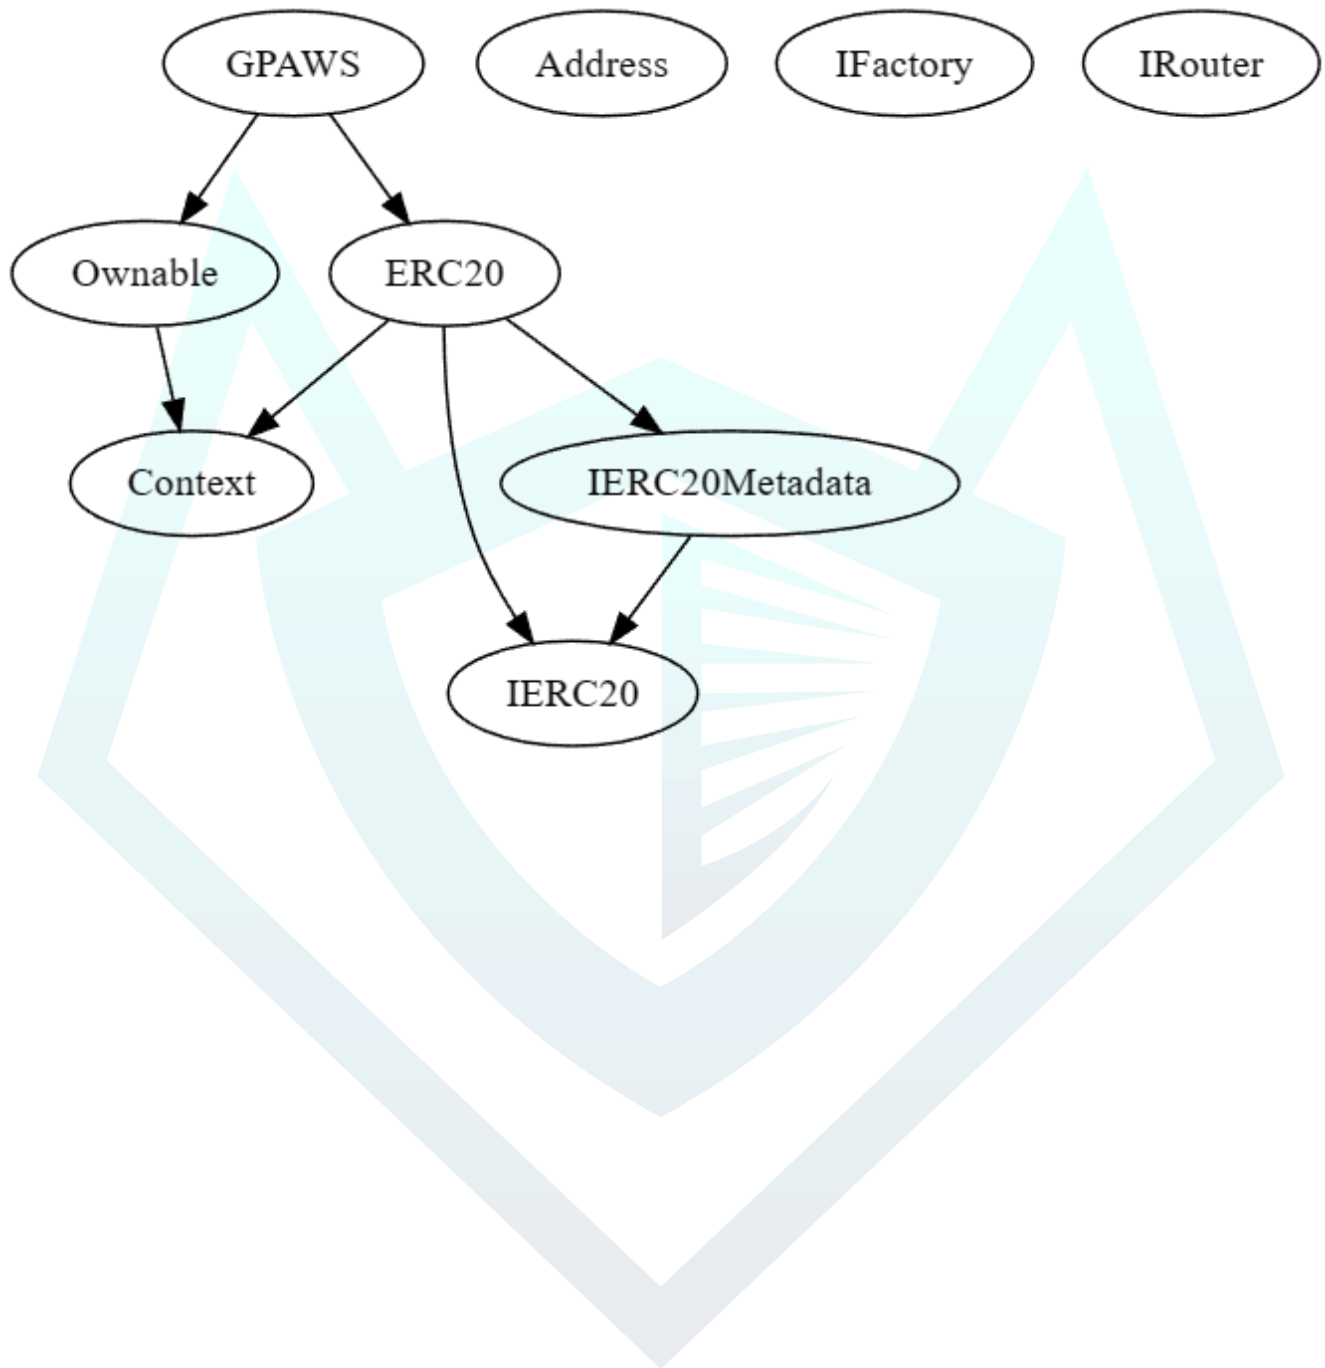 GPAWS
Address
IFactory
IRouter
Ownable
ERC20
Context
IERC20Metadata
IERC20